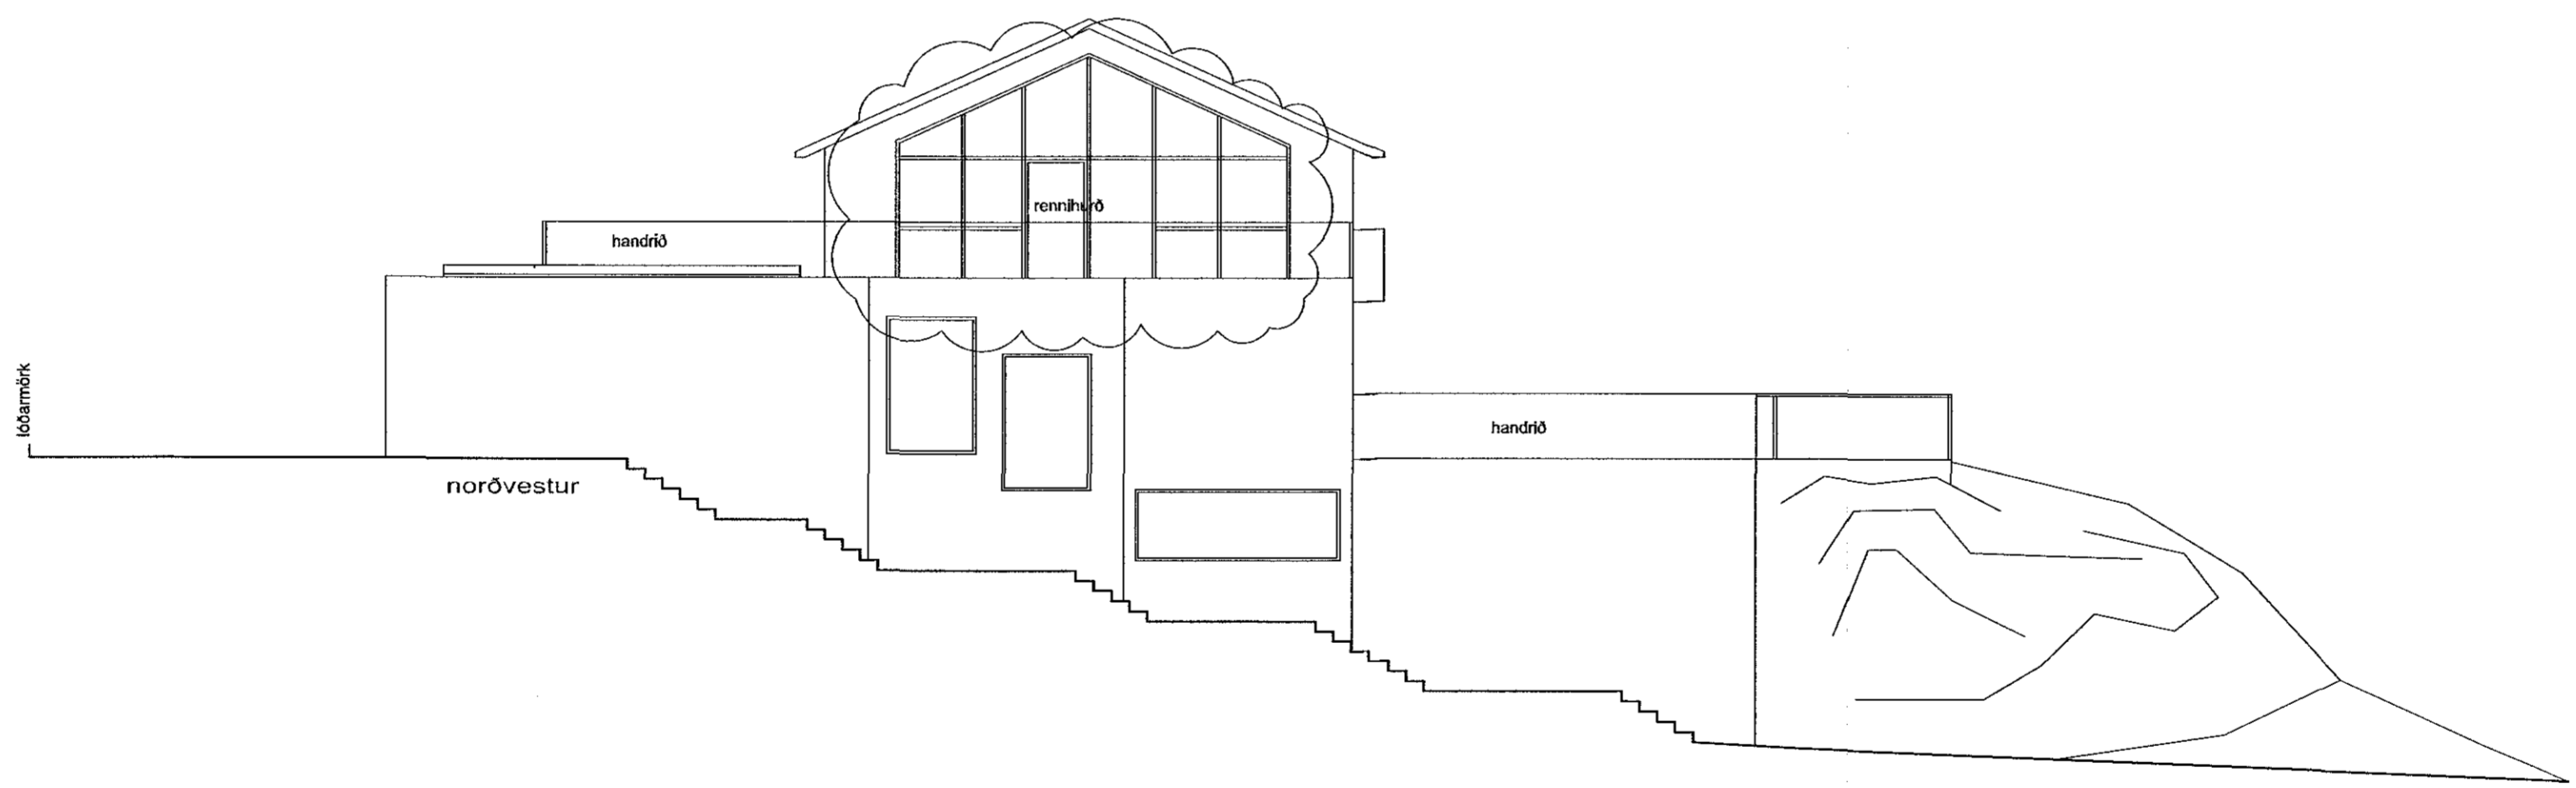 rennihurð
handrið
lóðarmörk
handrið
norðvestur